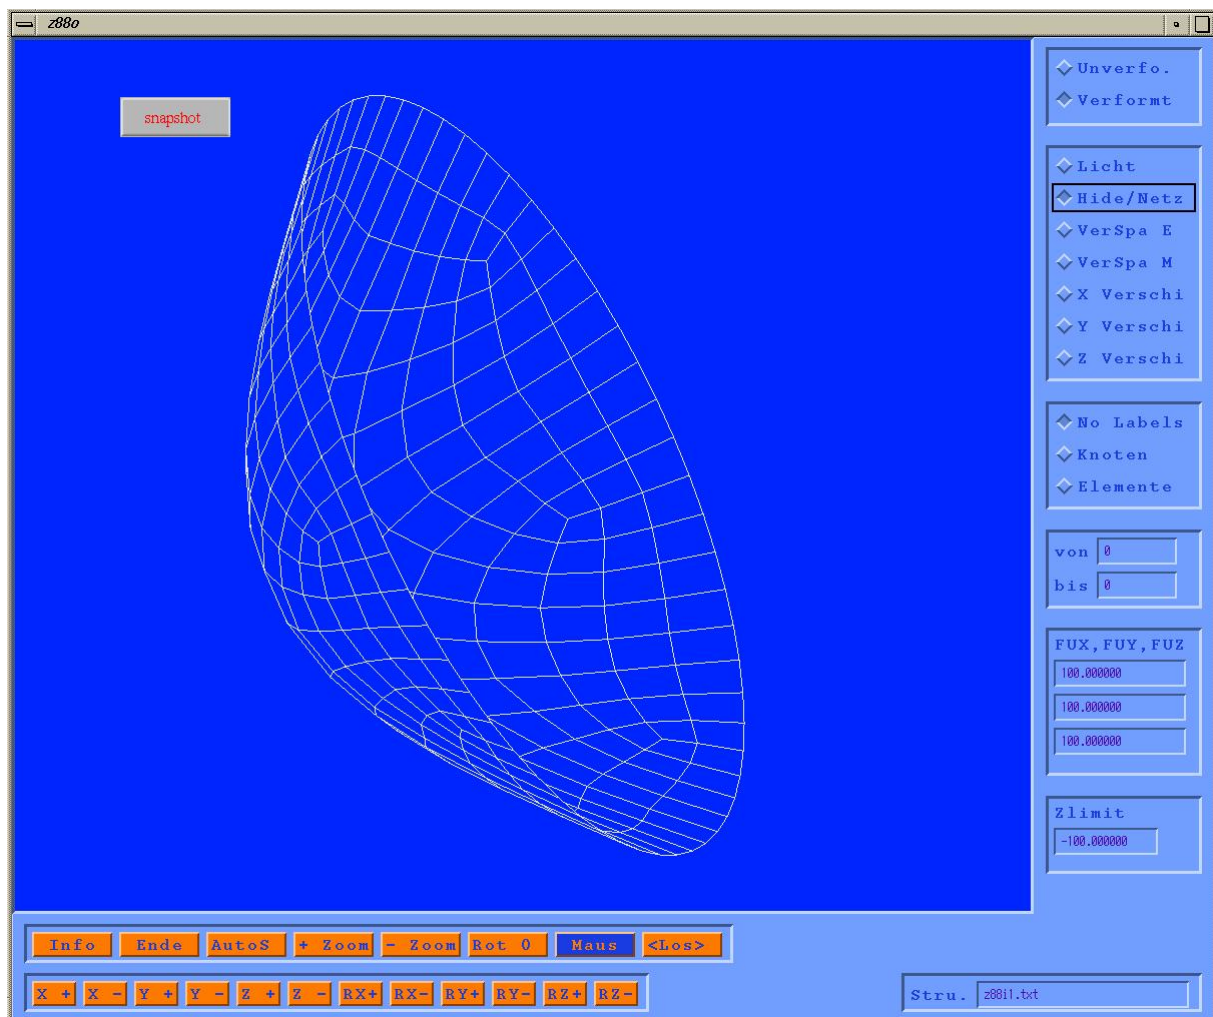 z88o
snapshot
Unverfo.
Verformt
Licht
Hide/Netz
VerSpa E
VerSpa M
X Verschi
Y Verschi
Z Verschi
No Labels
Knoten
Elemente
von 0
bis 0
FUX,FUY,FUZ
100.000000
100.000000
100.000000
Zlimit
-100.000000
Info Ende AutoS + Zoom - Zoom Rot 0 Maus <Los>
X + X - Y + Y - Z + Z - RX+ RX- RY+ RY- RZ+ RZ-
Stru. z88i1.txt